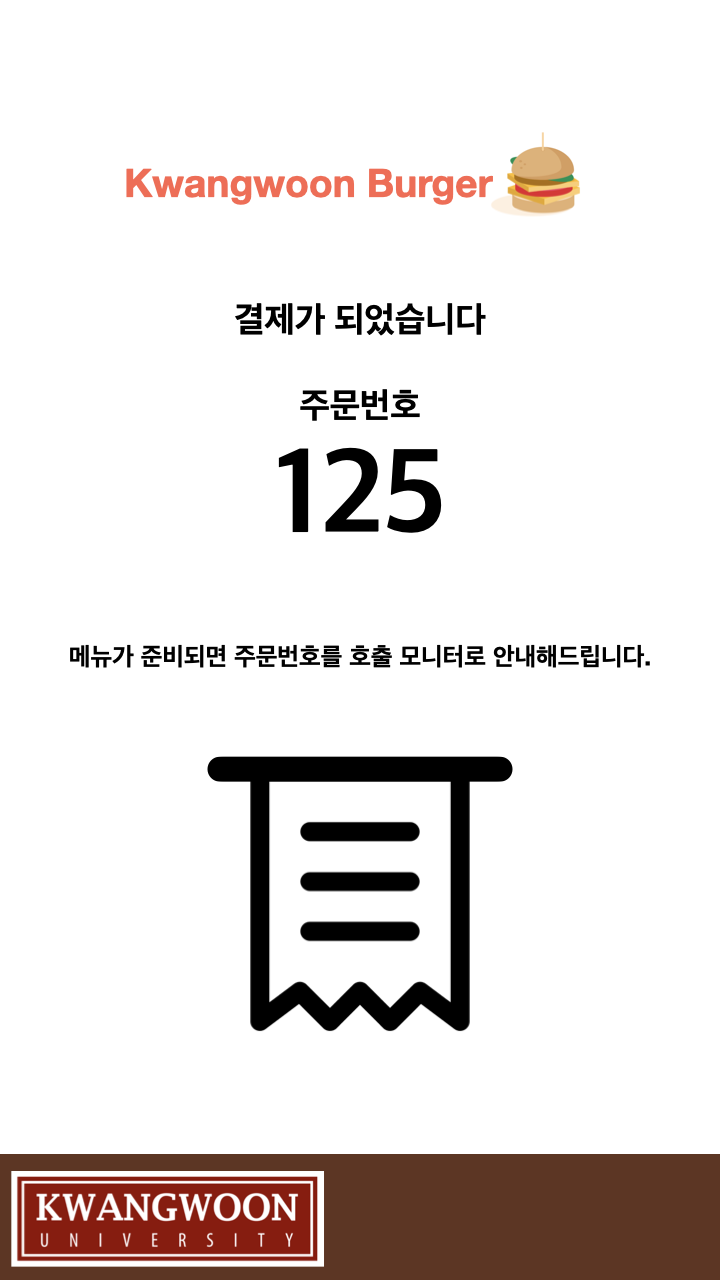 Kwangwoon Burger
결제가 되었습니다
주문번호
125
메뉴가 준비되면 주문번호를 호출 모니터로 안내해드립니다.
KWANGWOON
UNIVERSITY